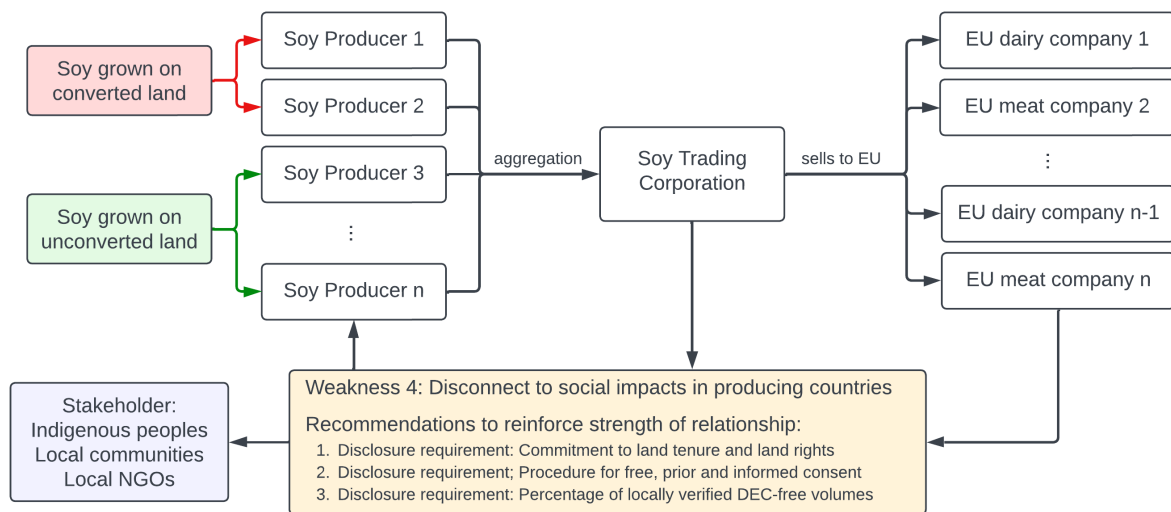 Soy grown on
converted land
Soy grown on
unconverted land
Soy Producer 1
Soy Producer 2
Soy Producer 3
⋮
Soy Producer n
aggregation
Soy Trading
Corporation
sells to EU
EU dairy company 1
EU meat company 2
⋮
EU dairy company n-1
EU meat company n
Stakeholder:
Indigenous peoples
Local communities
Local NGOs
Weakness 4: Disconnect to social impacts in producing countries
Recommendations to reinforce strength of relationship:
1. Disclosure requirement: Commitment to land tenure and land rights
2. Disclosure requirement; Procedure for free, prior and informed consent
3. Disclosure requirement: Percentage of locally verified DEC-free volumes